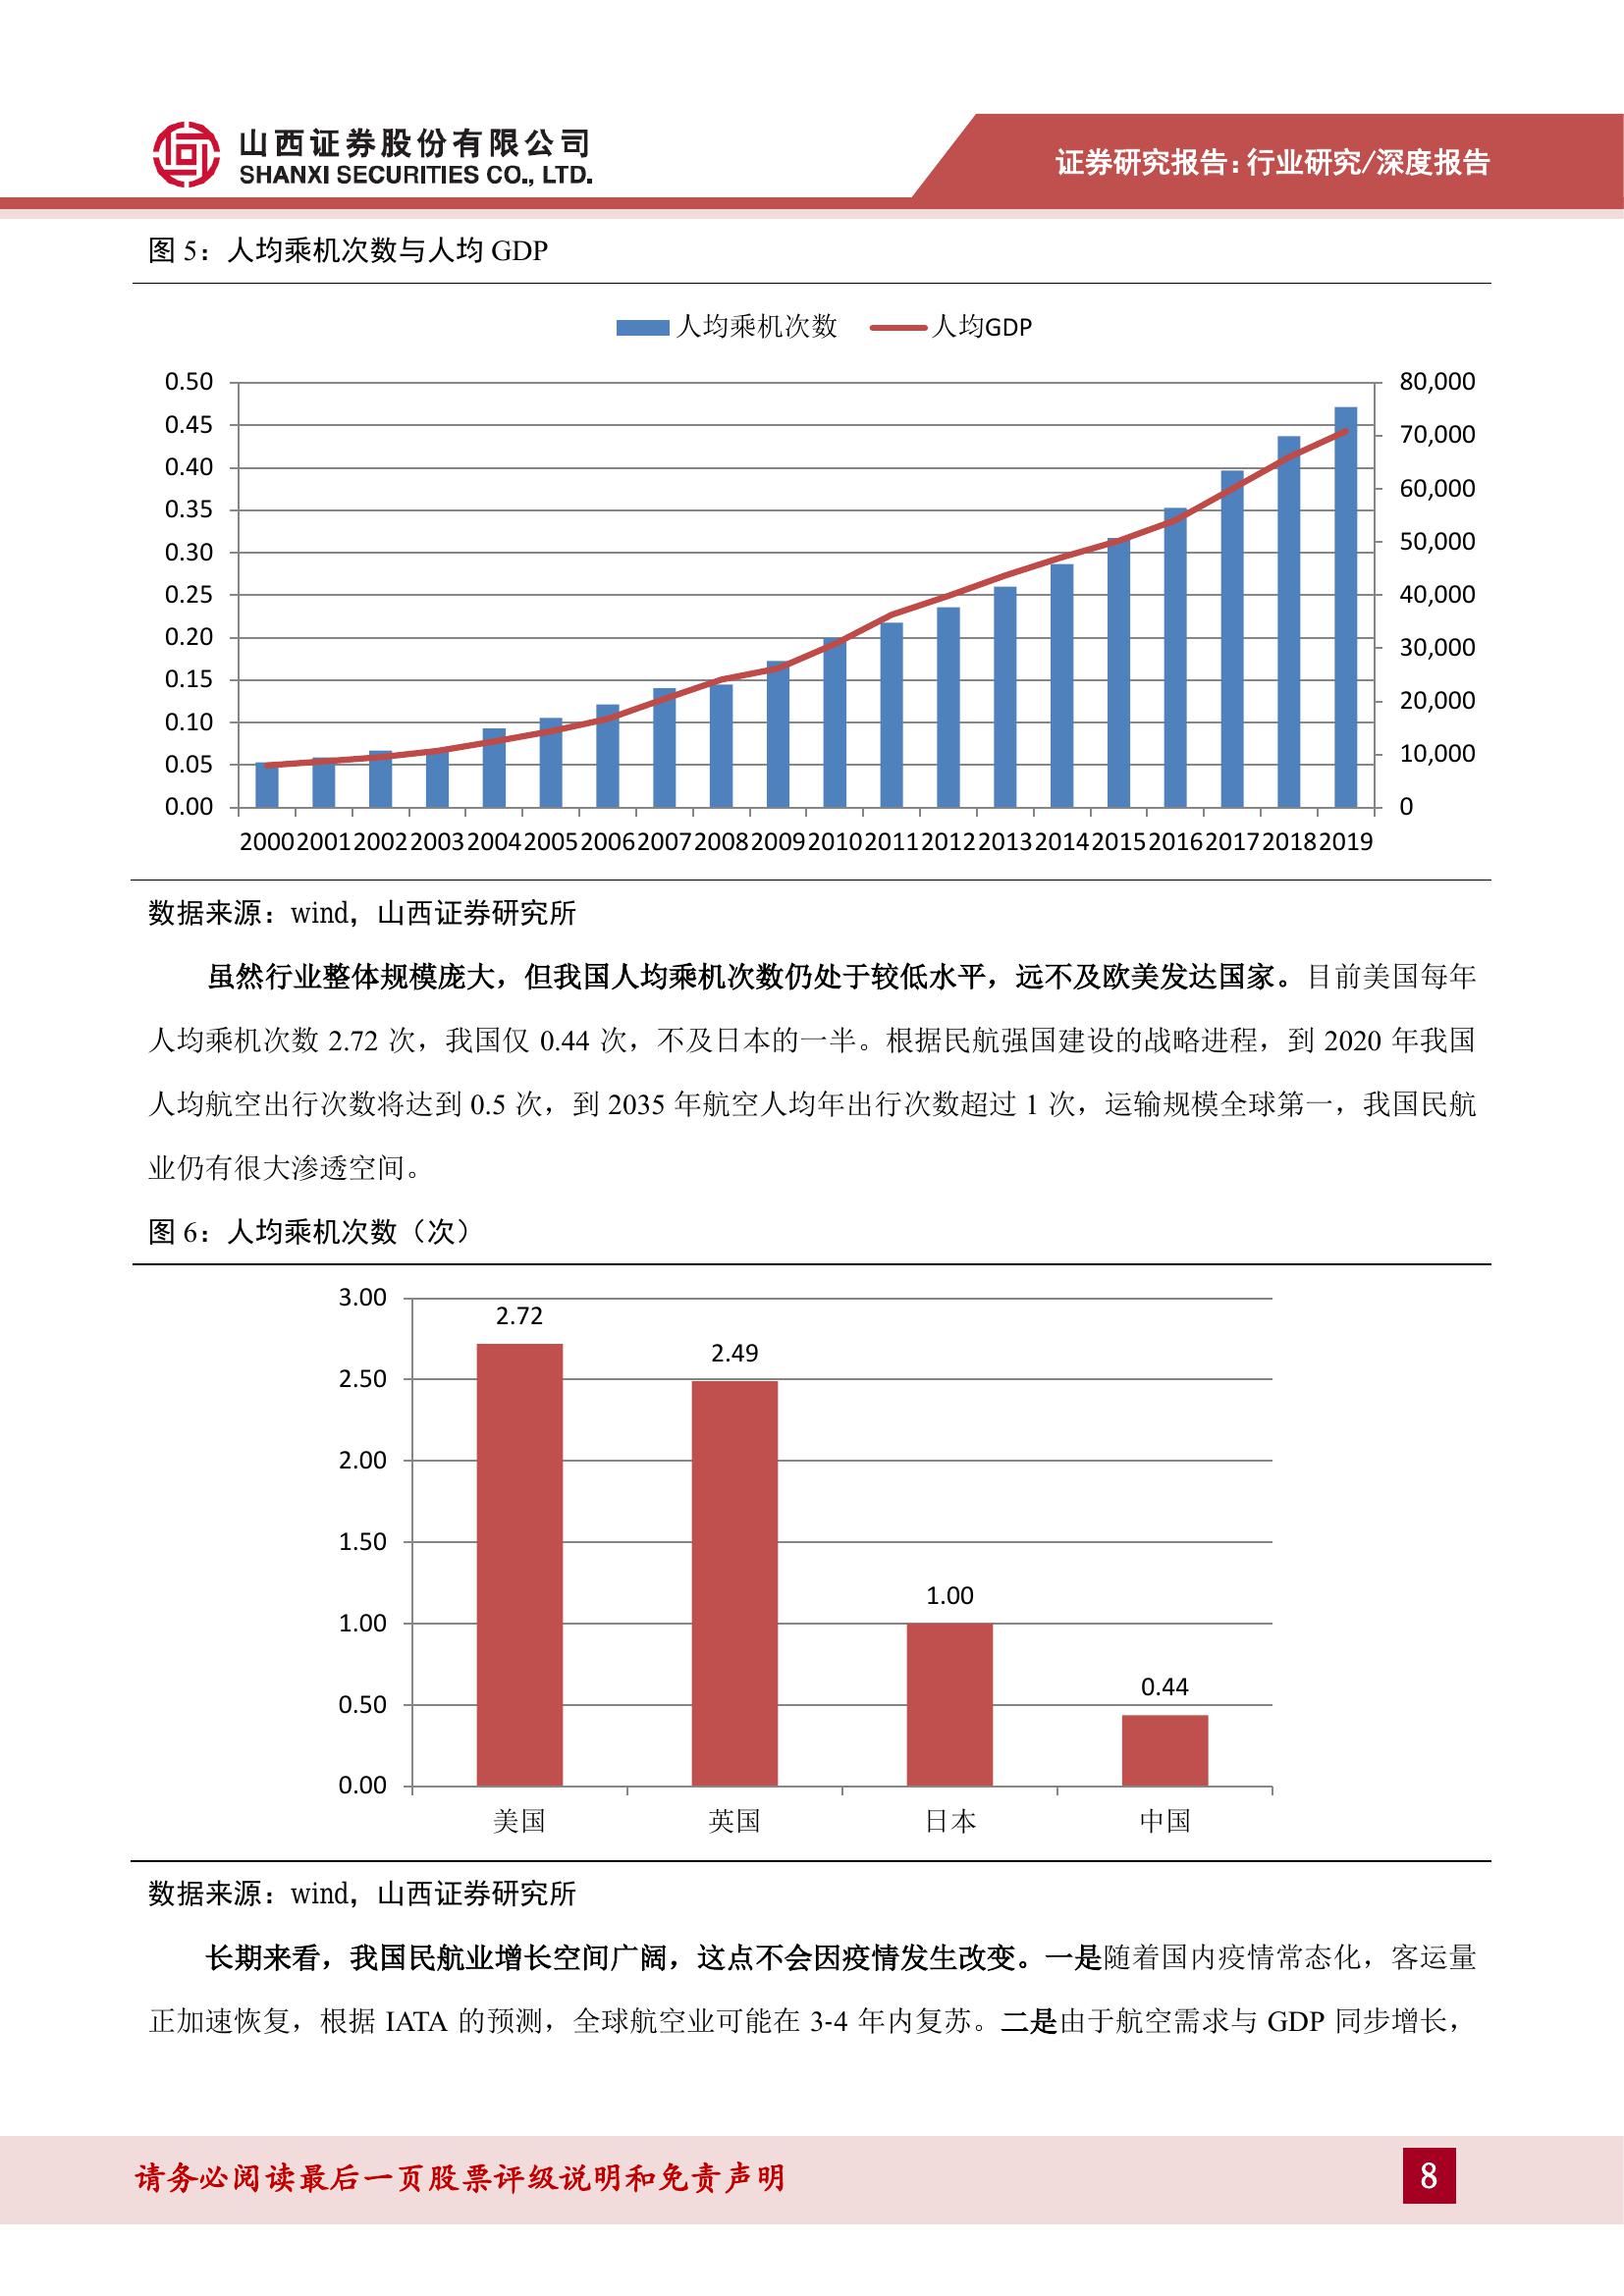 山西证券股份有限公司
SHANXI SECURITIES CO., LTD.
证券研究报告:行业研究/深度报告
图 5：人均乘机次数与人均 GDP
人均乘机次数 人均GDP
0.50 80,000
0.45 70,000
0.40
0.35 60,000
0.30 50,000
0.25 40,000
0.20 30,000
0.15 20,000
0.10
0.05 10,000
0.00 0
2000 2001 2002 2003 2004 2005 2006 2007 2008 2009 2010 2011 2012 2013 2014 2015 2016 2017 2018 2019
数据来源：wind，山西证券研究所
虽然行业整体规模庞大，但我国人均乘机次数仍处于较低水平，远不及欧美发达国家。目前美国每年
人均乘机次数 2.72 次，我国仅 0.44 次，不及日本的一半。根据民航强国建设的战略进程，到 2020 年我国
人均航空出行次数将达到 0.5 次，到 2035 年航空人均年出行次数超过 1 次，运输规模全球第一，我国民航
业仍有很大渗透空间。
图 6：人均乘机次数（次）
3.00
2.72
2.49
2.50
2.00
1.50
1.00
1.00
0.44
0.50
0.00
美国 英国 日本 中国
数据来源：wind，山西证券研究所
长期来看，我国民航业增长空间广阔，这点不会因疫情发生改变。一是随着国内疫情常态化，客运量
正加速恢复，根据 IATA 的预测，全球航空业可能在 3-4 年内复苏。二是由于航空需求与 GDP 同步增长，
请务必阅读最后一页股票评级说明和免责声明
8